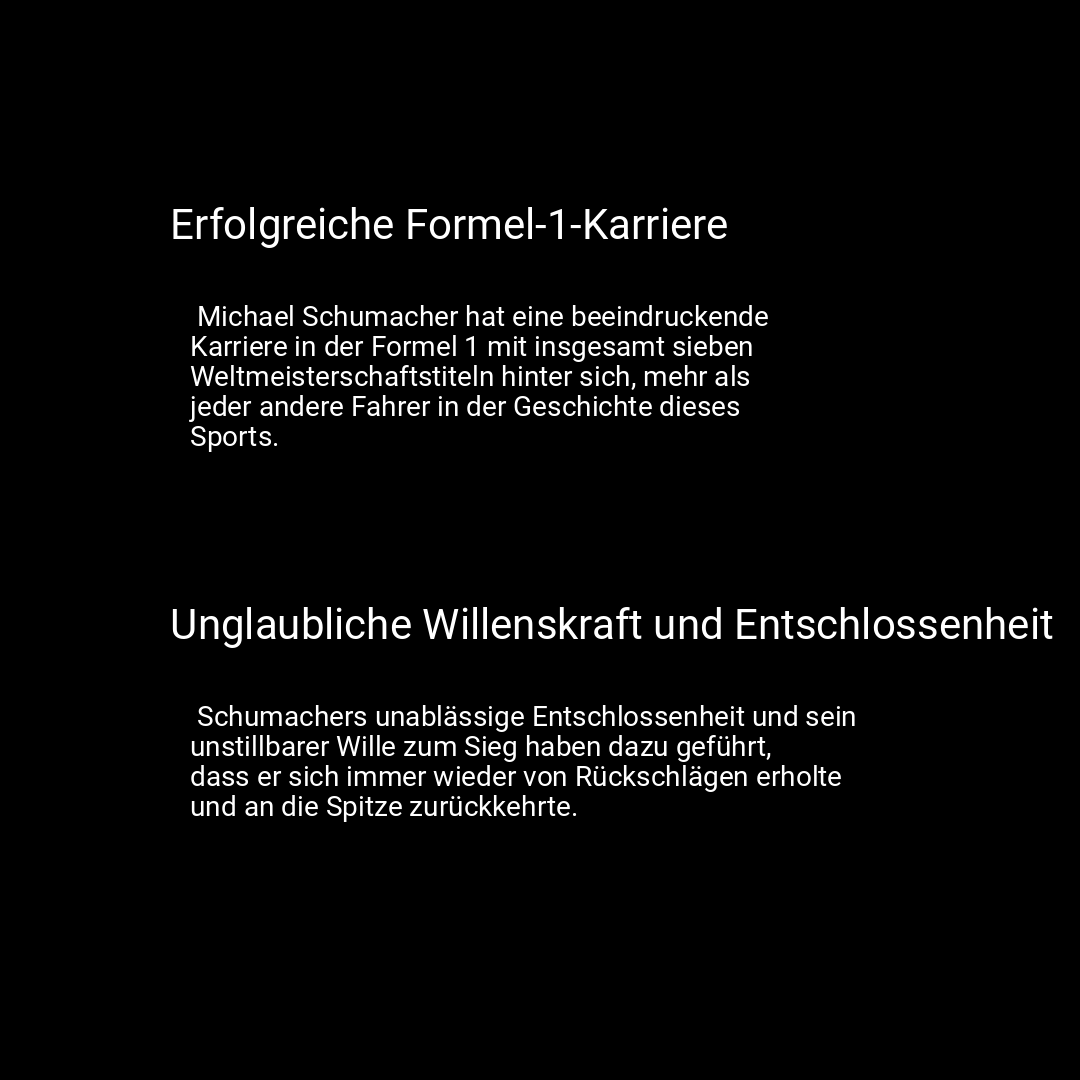 Erfolgreiche Formel-1-Karriere
Michael Schumacher hat eine beeindruckende
Karriere in der Formel 1 mit insgesamt sieben
Weltmeisterschaftstiteln hinter sich, mehr als
jeder andere Fahrer in der Geschichte dieses
Sports.
Unglaubliche Willenskraft und Entschlossenheit
Schumachers unablässige Entschlossenheit und sein
unstillbarer Wille zum Sieg haben dazu geführt,
dass er sich immer wieder von Rückschlägen erholte
und an die Spitze zurückkehrte.